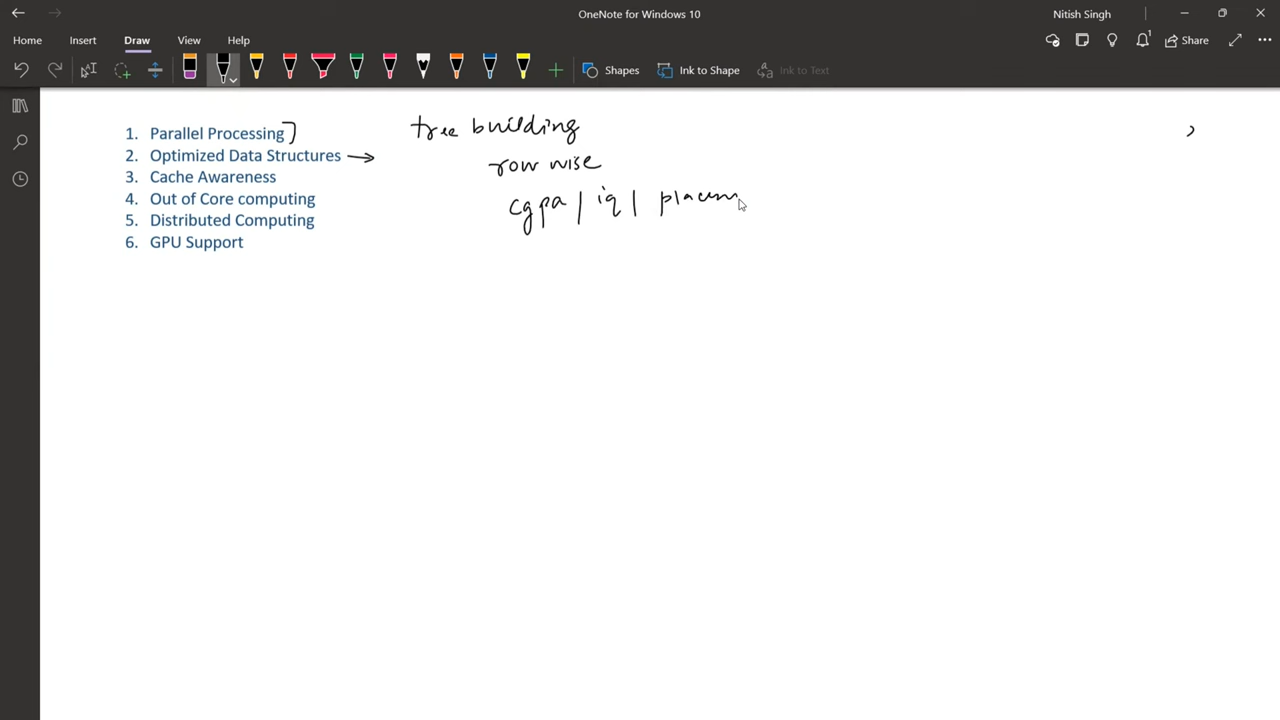 OneNote for Windows 10
Nitish Singh
Home Insert Draw View Help
Share
Shapes Ink to Shape Ink to Text
1. Parallel Processing
2. Optimized Data Structures
3. Cache Awareness
4. Out of Core computing
5. Distributed Computing
6. GPU Support
tree building
row wise
cgpa | iq | placem